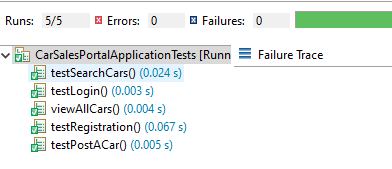 Runs: 5/5 Errors: 0 Failures: 0
CarSalesPortalApplicationTests [Runn Failure Trace
testSearchCars() (0.024 s)
testLogin() (0.003 s)
viewAllCars() (0.004 s)
testRegistration() (0.067 s)
testPostACar() (0.005 s)